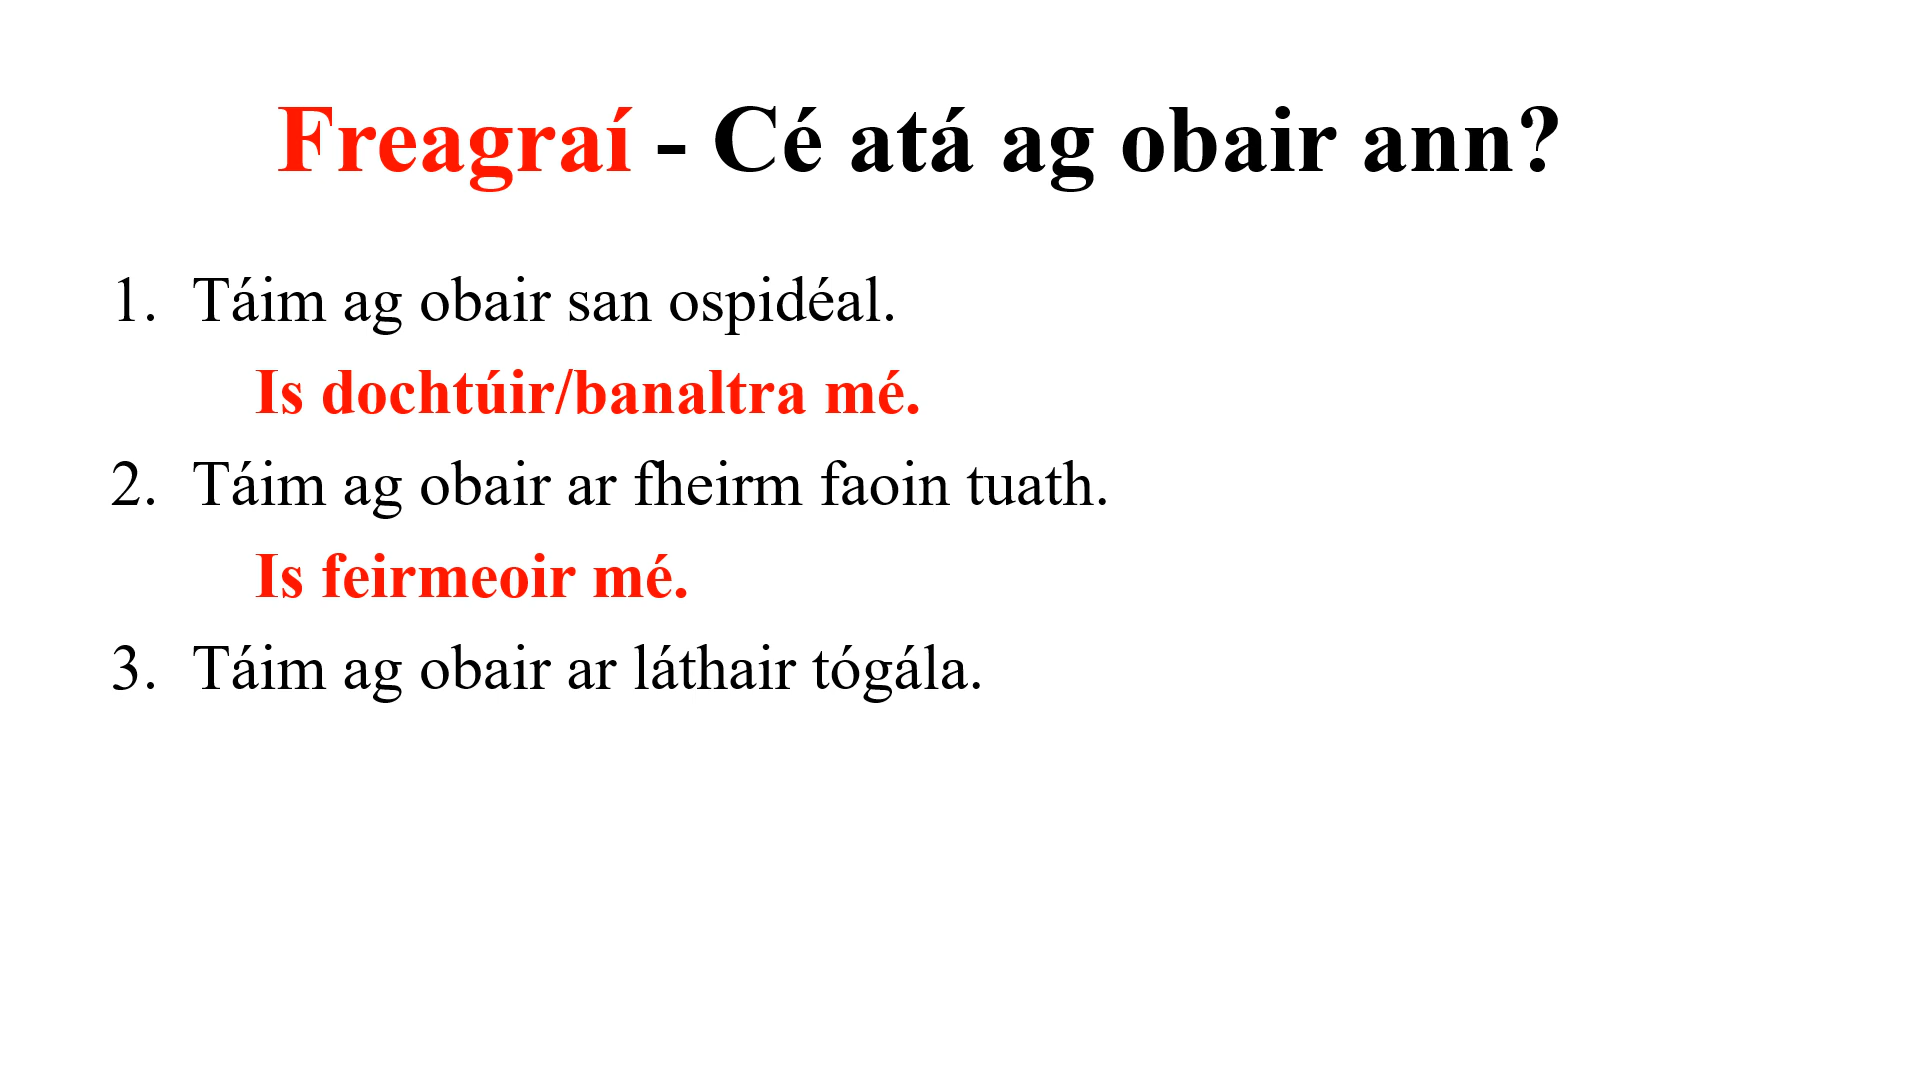 Freagraí - Cé atá ag obair ann?
1. Táim ag obair san ospidéal.
Is dochtúir/banaltra mé.
2. Táim ag obair ar fheirm faoin tuath.
Is feirmeoir mé.
3. Táim ag obair ar láthair tógála.